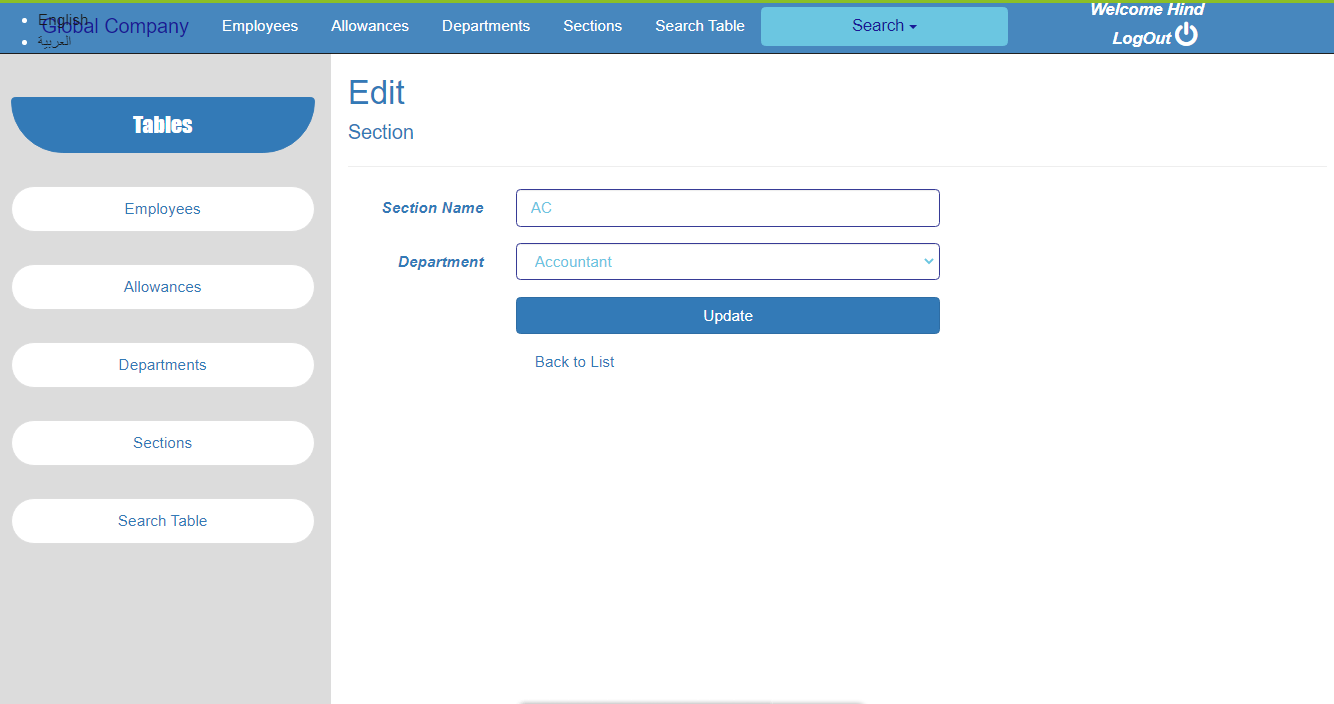 English
العربية
Global Company
Employees
Allowances
Departments
Sections
Search Table
Search
Welcome Hind
LogOut
Tables
Employees
Allowances
Departments
Sections
Search Table
Edit
Section
Section Name
AC
Department
Accountant
Update
Back to List